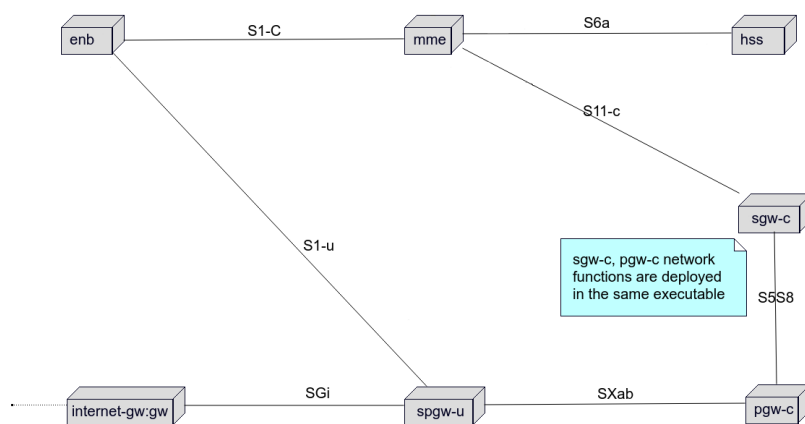 S1-C
S6a
enb
mme
hss
S11-c
sgw-c
S1-u
sgw-c, pgw-c network
functions are deployed
in the same executable
S5S8
SGi
SXab
internet-gw:gw
spgw-u
pgw-c